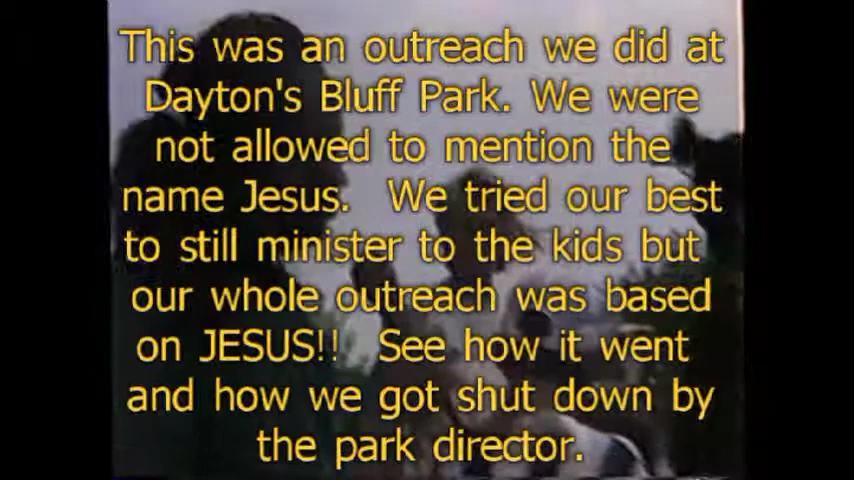 This was an outreach we did at
Dayton's Bluff Park. We were
not allowed to mention the
name Jesus. We tried our best
to still minister to the kids but
our whole outreach was based
on JESUS!! See how it went
and how we got shut down by
the park director.